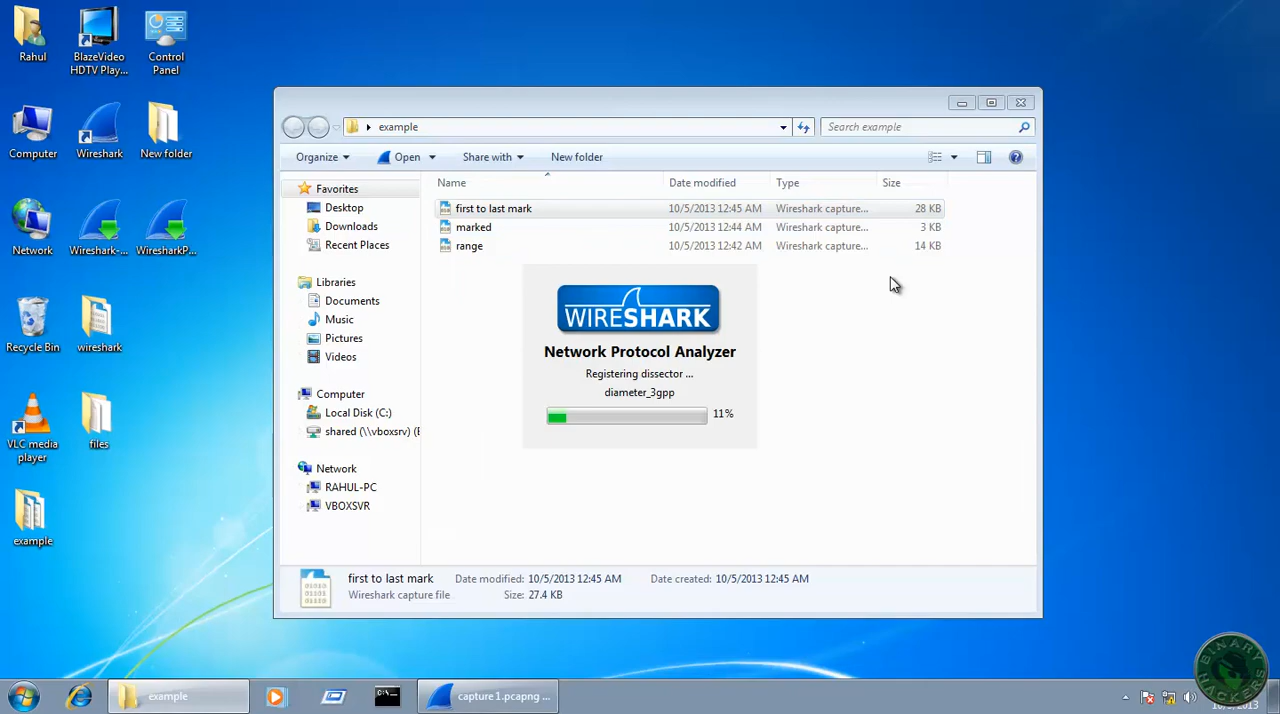 Rahul
BlazeVideo
HDTV Play...
Control
Panel
Computer
Wireshark
New folder
Network
Wireshark-...
WiresharkP...
Recycle Bin
wireshark
VLC media
player
files
example
example
Search example
Organize
Open
Share with
New folder
Name
Date modified
Type
Size
Favorites
Desktop
Downloads
Recent Places
Libraries
Documents
Music
Pictures
Videos
Computer
Local Disk (C:)
shared (\\vboxsrv) (
Network
RAHUL-PC
VBOXSVR
first to last mark 10/5/2013 12:45 AM Wireshark capture... 28 KB
marked 10/5/2013 12:44 AM Wireshark capture... 3 KB
range 10/5/2013 12:42 AM Wireshark capture... 14 KB
WIRESHARK
Network Protocol Analyzer
Registering dissector ...
diameter_3gpp
11%
first to last mark Date modified: 10/5/2013 12:45 AM Date created: 10/5/2013 12:45 AM
Wireshark capture file Size: 27.4 KB
example
capture1.pcapng ...
BINARY
HACKERS